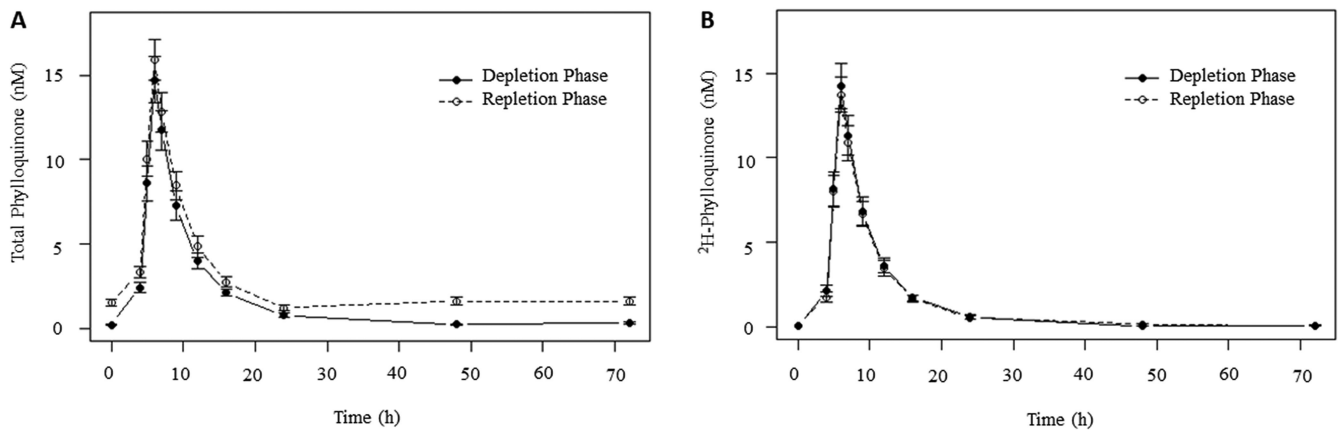 A
Total Phylloquinone (nM)
15
10
5
0
Depletion Phase
Repletion Phase
0 10 20 30 40 50 60 70
Time (h)
B
²H-Phylloquinone (nM)
15
10
5
0
Depletion Phase
Repletion Phase
0 10 20 30 40 50 60 70
Time (h)